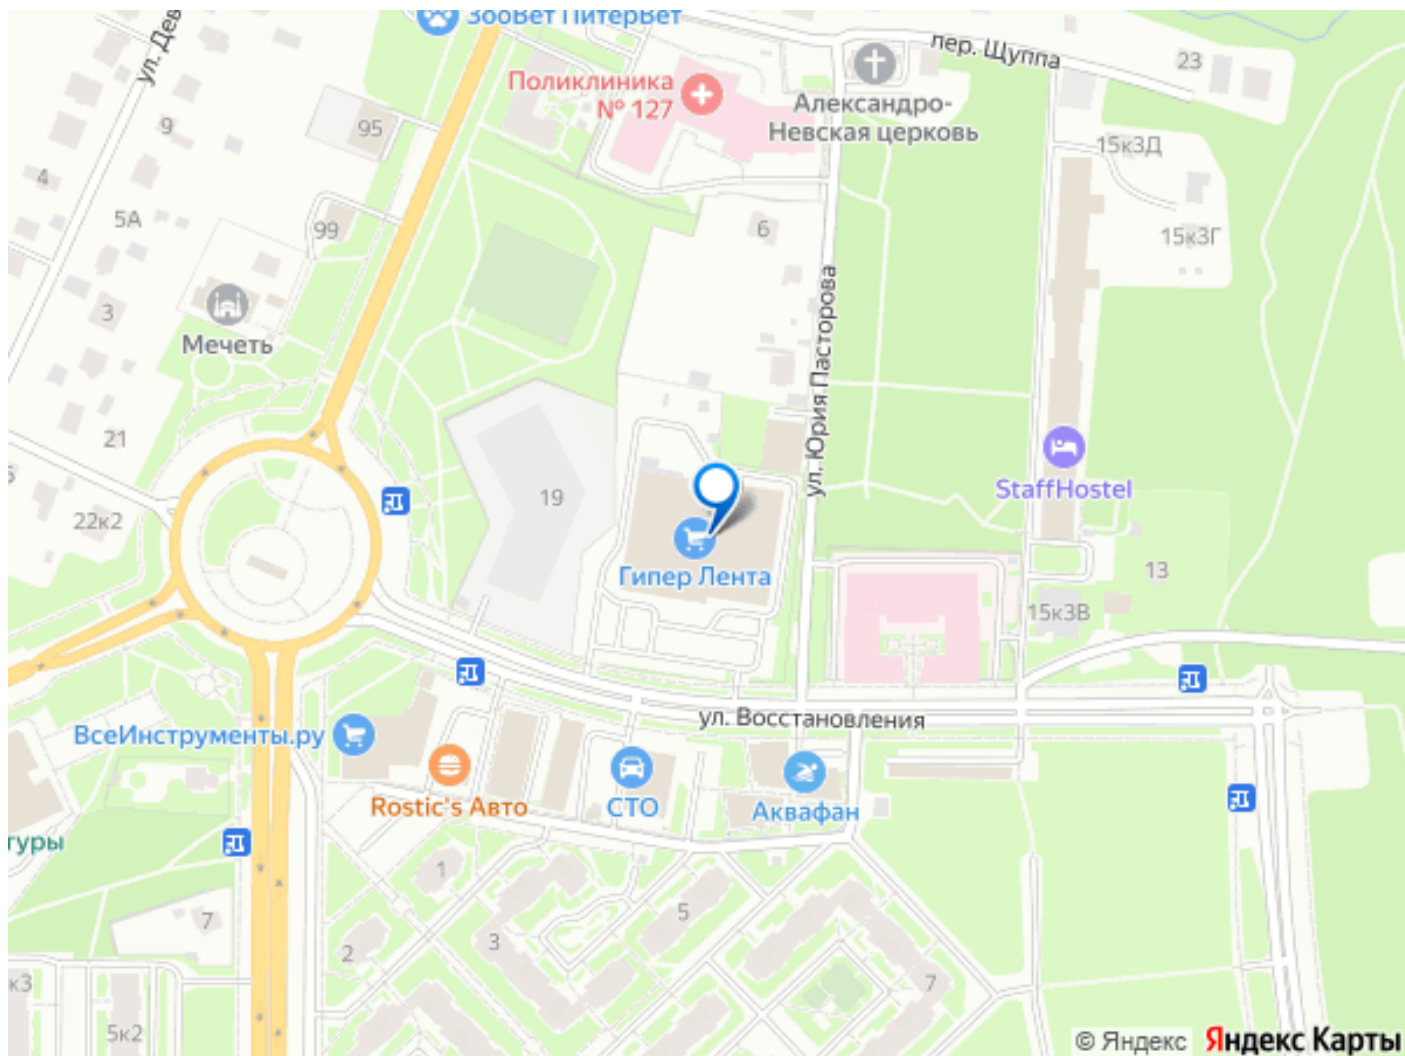 ЗооВет ПитерВет
ул. Дев
пер. Щуппа
23
Поликлиника
№ 127
Александро-
Невская церковь
95
9
15к3Д
4
5А
99
6
15к3Г
3
Мечеть
ул. Юрия Пасторова
21
19
StaffHostel
22к2
Гипер Лента
13
15к3В
ул. Восстановления
ВсеИнструменты.ру
Rostic's Авто
СТО
Аквафан
гуры
1
5
7
3
2
7
к3
5к2
© Яндекс Яндекс Карты